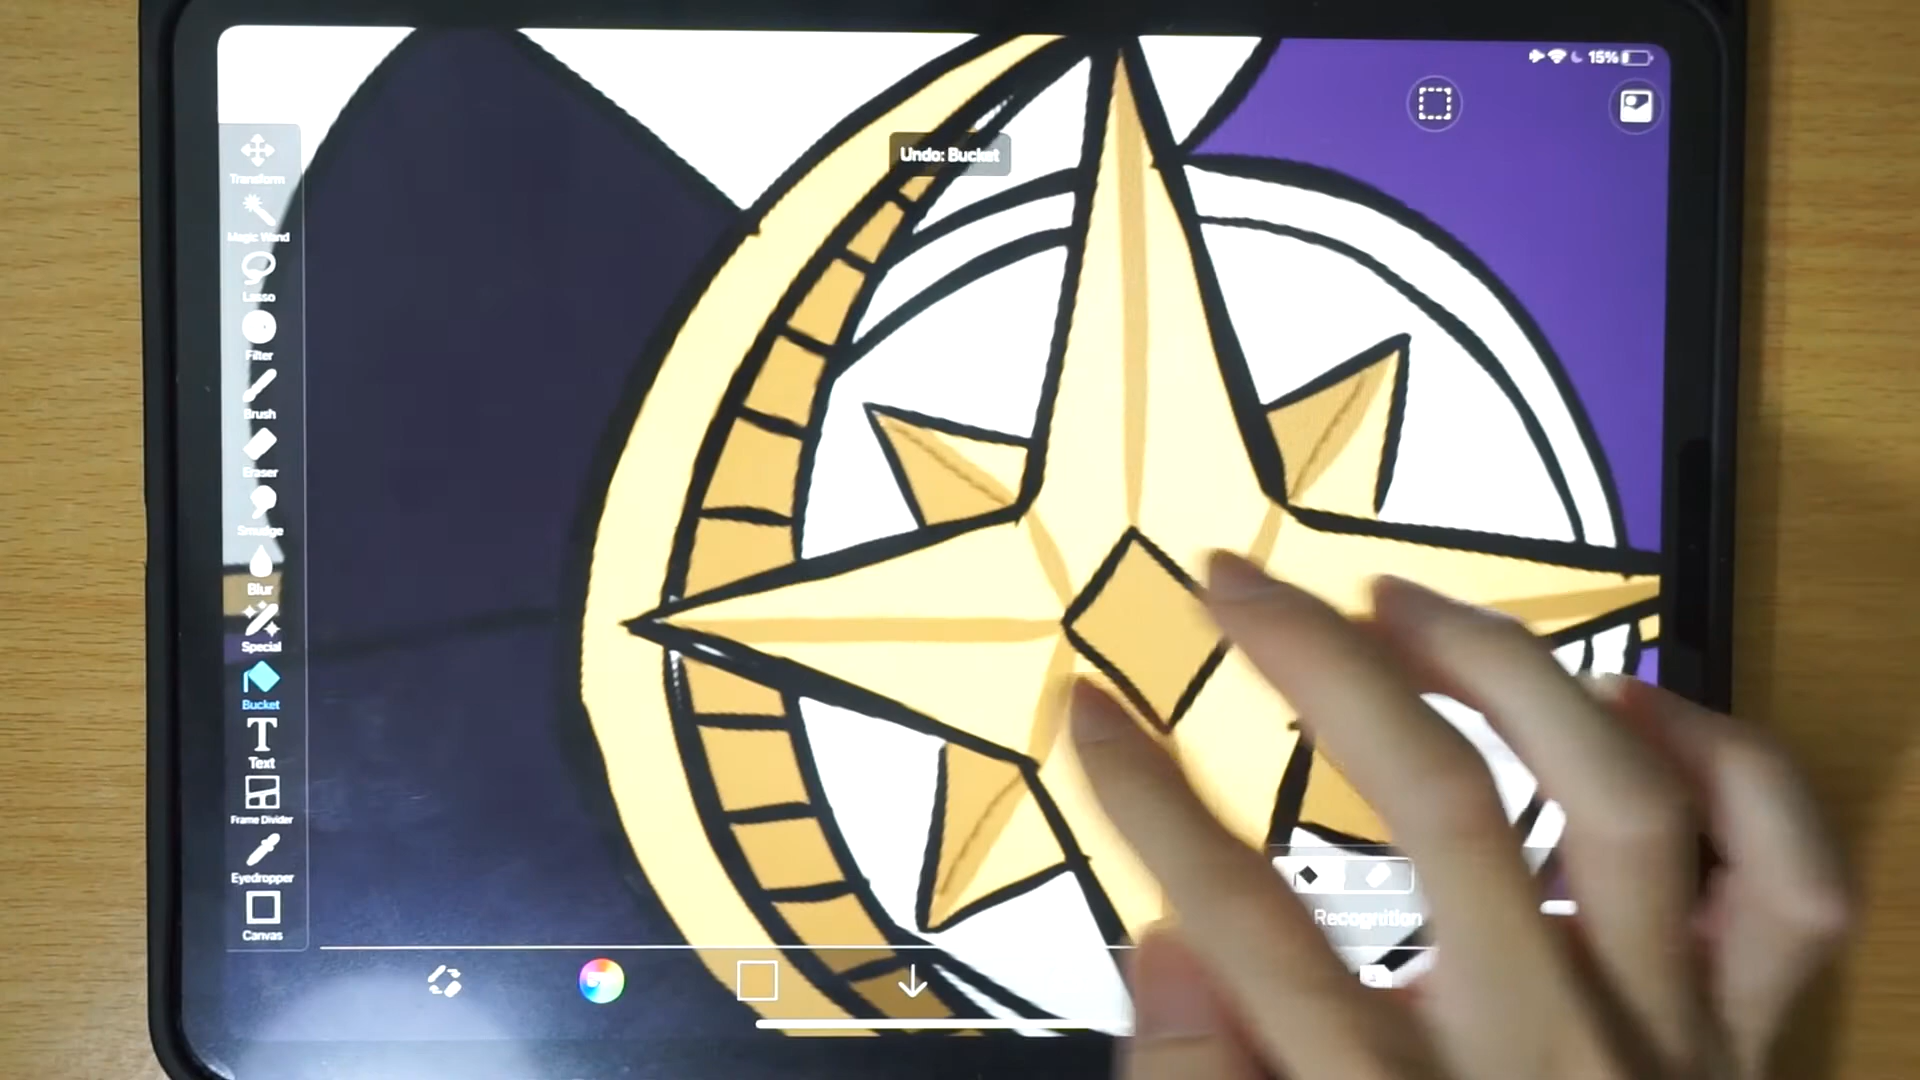 15%
Undo: Bucket
Transform
Magic Wand
Lasso
Filter
Brush
Eraser
Smudge
Blur
Special
Bucket
T
Text
Frame Divider
Eyedropper
Canvas
Recognition